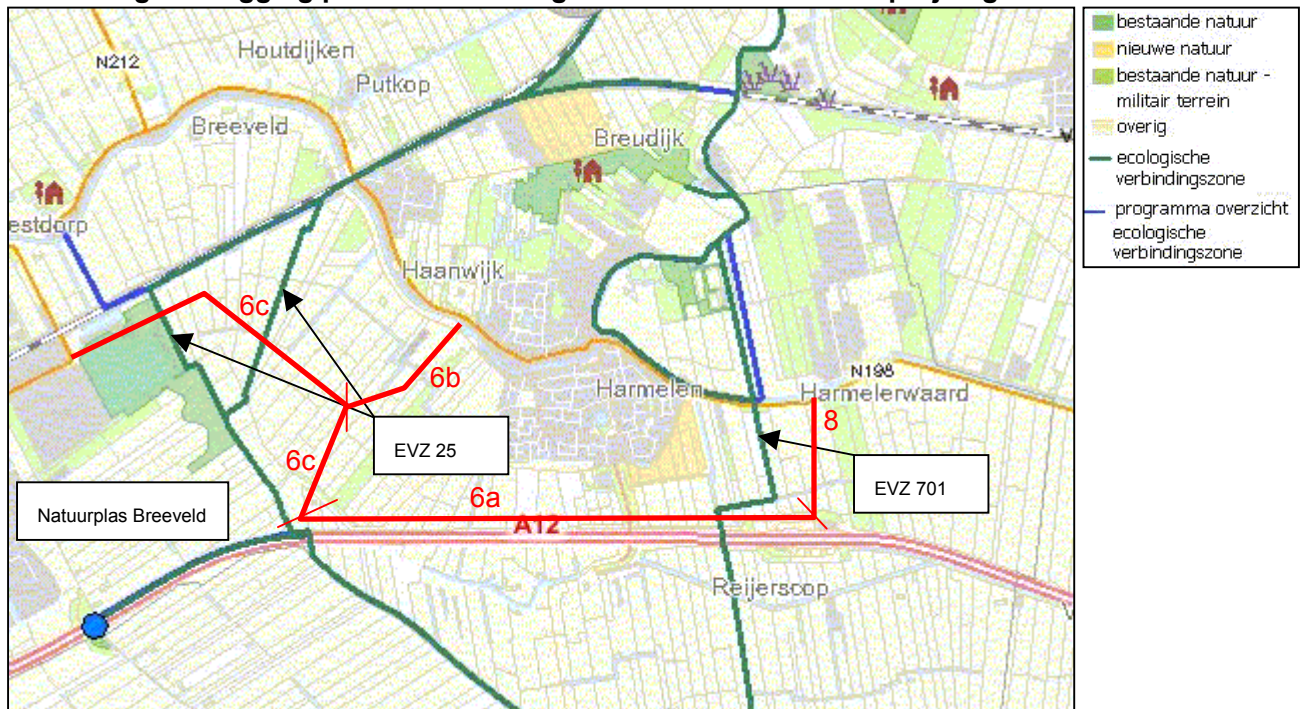 bestaande natuur
nieuwe natuur
bestaande natuur -
militair terrein
overig
ecologische
verbindingszone
programma overzicht
ecologische
verbindingszone
Houtdijken
N212
Putkop
Breeveld
Breudijk
estdorp
Haanwijk
6c
6b
N198
Harmelen
Harmelerwaard
8
EVZ 25
6c
EVZ 701
6a
Natuurplas Breeveld
A12
Reijerscop